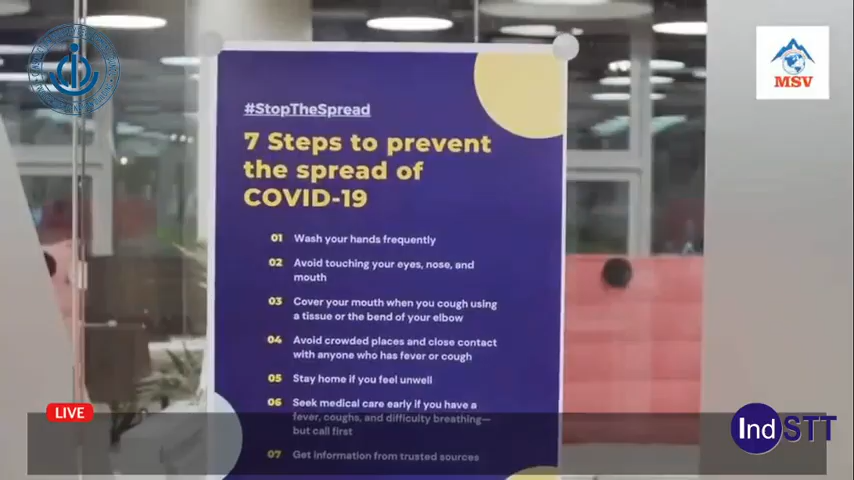 #StopTheSpread
7 Steps to prevent
the spread of
COVID-19
01 Wash your hands frequently
02 Avoid touching your eyes, nose, and
mouth
03 Cover your mouth when you cough using
a tissue or the bend of your elbow
04 Avoid crowded places and close contact
with anyone who has fever or cough
05 Stay home if you feel unwell
06 Seek medical care early if you have a
fever, coughs, and difficulty breathing—
but call first
07 Get information from trusted sources
MSV
LIVE
IndSTT